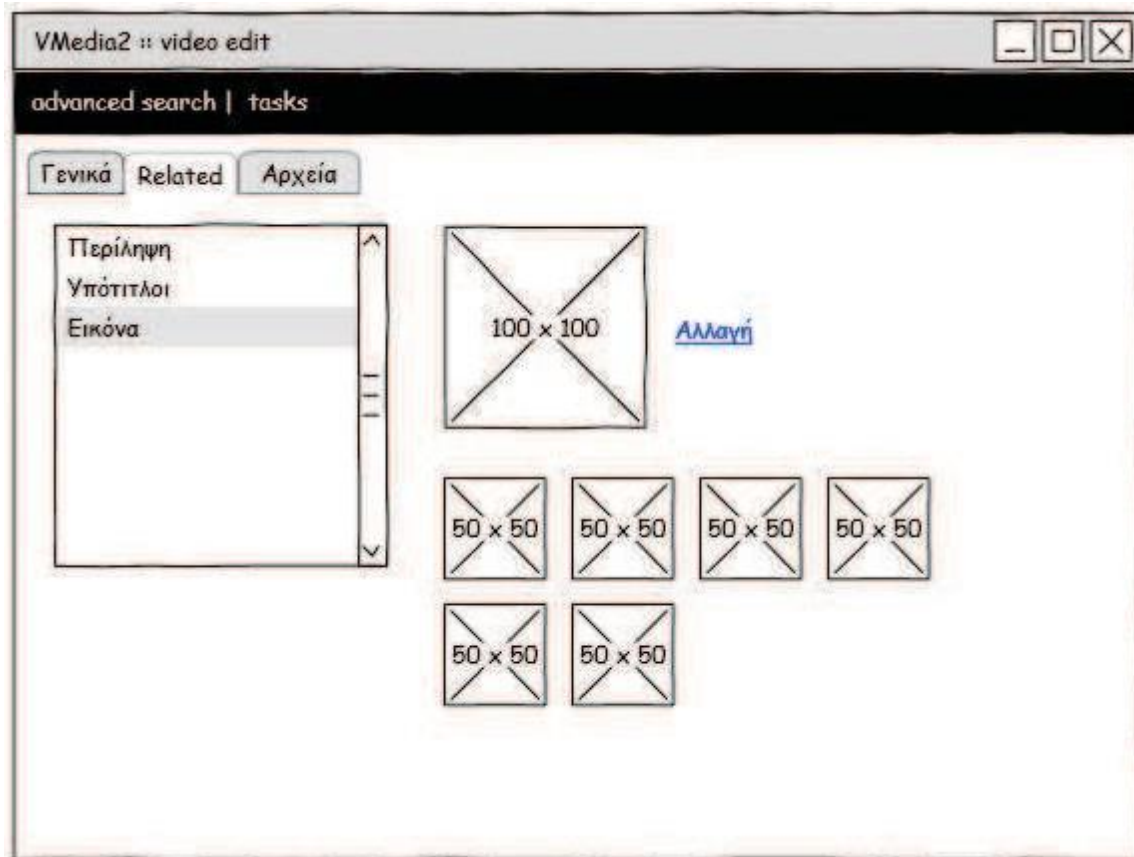 VMedia2 :: video edit
advanced search | tasks
Γενικά Related Αρχεία
Περίληψη
Υπότιτλοι
Εικόνα
100 x 100
Αλλαγή
50 x 50 50 x 50 50 x 50 50 x 50
50 x 50 50 x 50